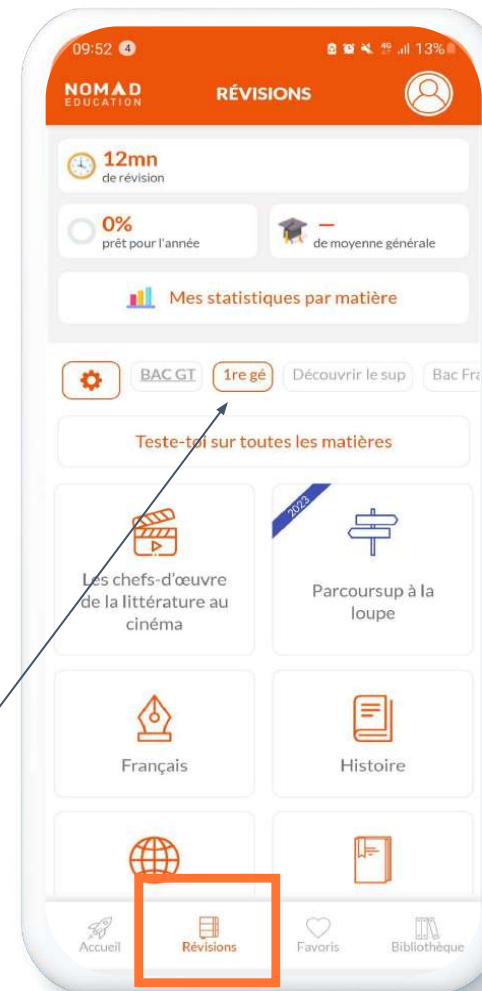 09:52 4 4G 13%
NOMAD
EDUCATION
RÉVISIONS
12mn
de révision
0%
prêt pour l'année
—
de moyenne générale
Mes statistiques par matière
BAC GT 1re gé Découvrir le sup Bac Fra
Teste-toi sur toutes les matières
Les chefs-d'œuvre
de la littérature au
cinéma
2023
Parcoursup à la
loupe
Français
Histoire
Accueil Révisions Favoris Bibliothèque